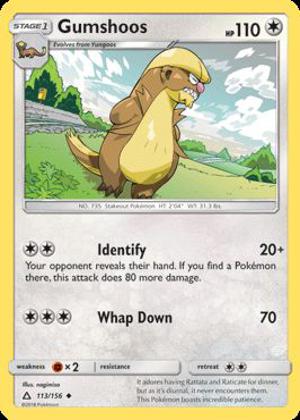 STAGE 1 Gumshoos HP 110
Evolves from Yungoos
NO. 735 Stakeout Pokémon HT: 2'04" WT: 31.3 lbs.
Identify 20+
Your opponent reveals their hand. If you find a Pokémon
there, this attack does 80 more damage.
Whap Down 70
weakness × 2 resistance retreat
Illus. nagimiso
113/156
©2018 Pokémon
It adores having Rattata and Raticate for dinner,
but as it's diurnal, it never encounters them.
This Pokémon boasts incredible patience.